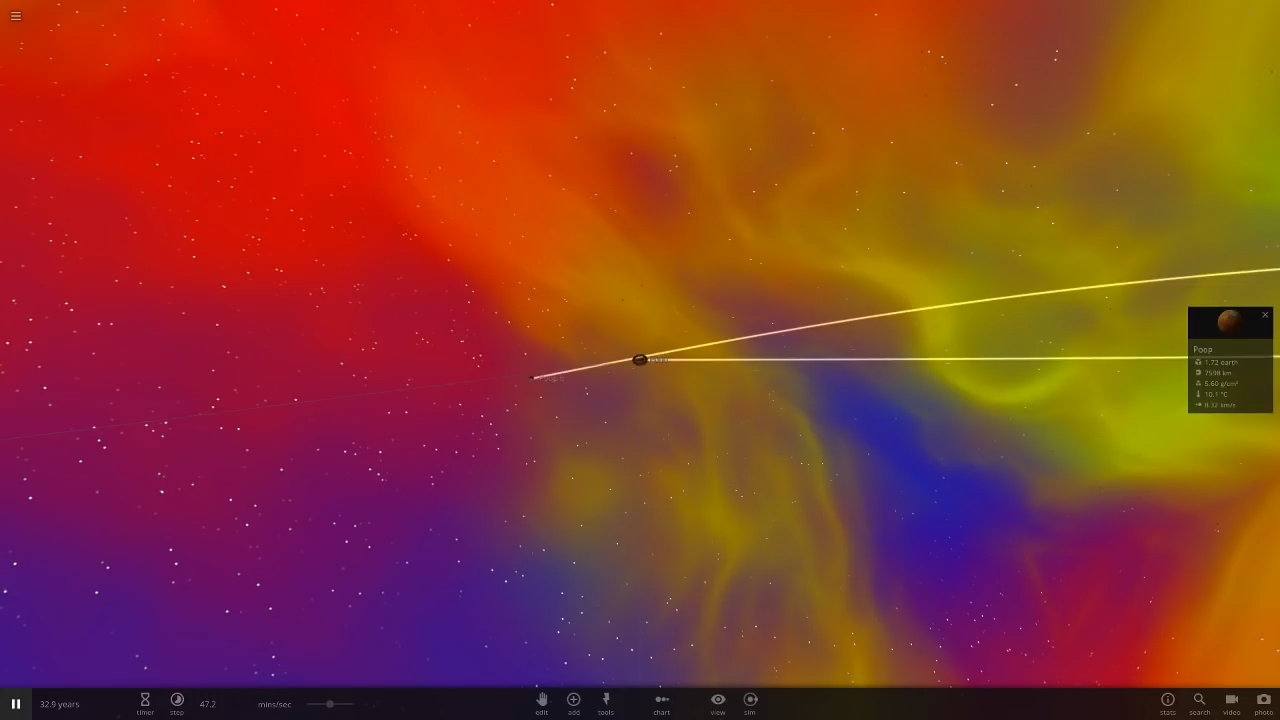 Poop
1.72 earth
7598 km
5.60 g/cm³
10.1 °C
8.32 km/s
32.9 years
timer
step
47.2
mins/sec
edit
add
tools
chart
view
sim
stats
search
video
photo